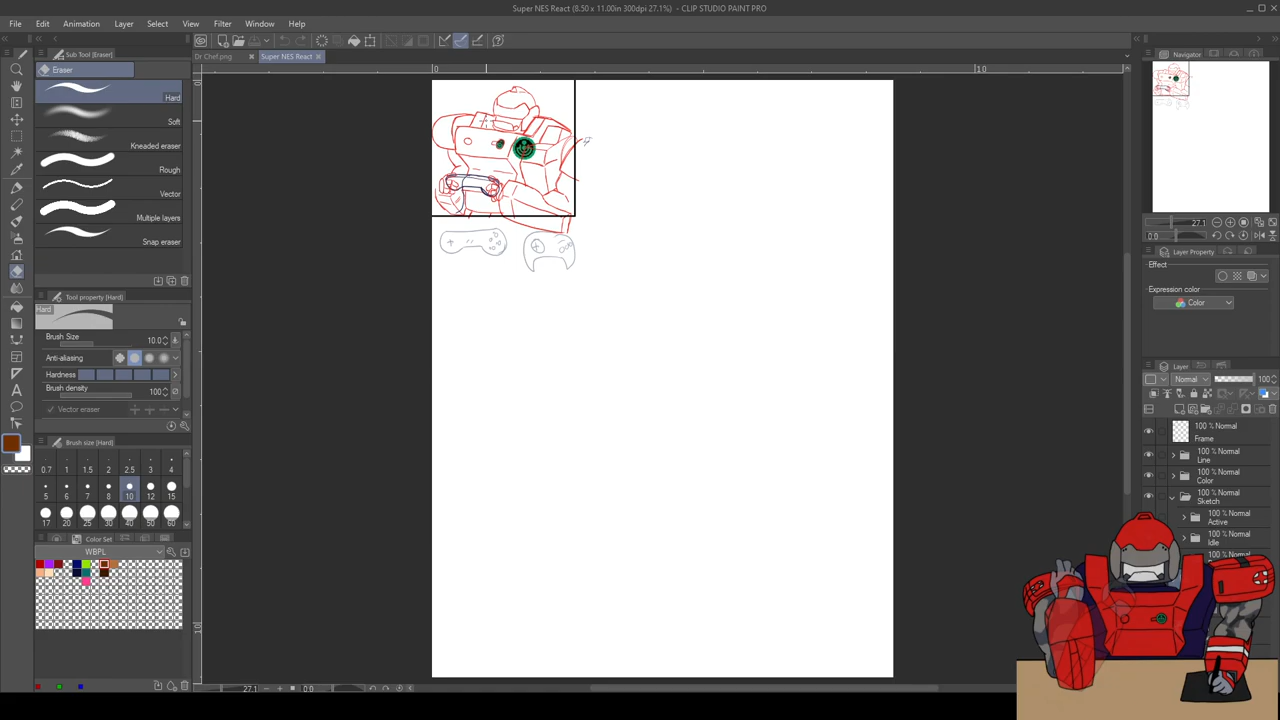 Super NES React (8.50 x 11.00in 300dpi 27.1%) - CLIP STUDIO PAINT PRO
File Edit Animation Layer Select View Filter Window Help
Sub Tool [Eraser]
Dr Chef.png Super NES React
Navigator
Eraser
0 10
Hard
Soft
Kneaded eraser
Rough
Vector
Multiple layers
Snap eraser
27.1
0.0
Tool property [Hard]
Hard
Brush Size 10.0
Anti-aliasing
Hardness
Brush density 100
Vector eraser
Layer Property
Effect
Expression color
Color
Layer
Normal 100
100 % Normal
Frame
100 % Normal
Line
100 % Normal
Color
100 % Normal
Sketch
100 % Normal
Active
100 % Normal
Idle
Brush size [Hard]
0.7 1 1.5 2 2.5 3 4
5 6 7 8 10 12 15
17 20 25 30 40 50 60
Color Set
WBPL
27.1 0.0